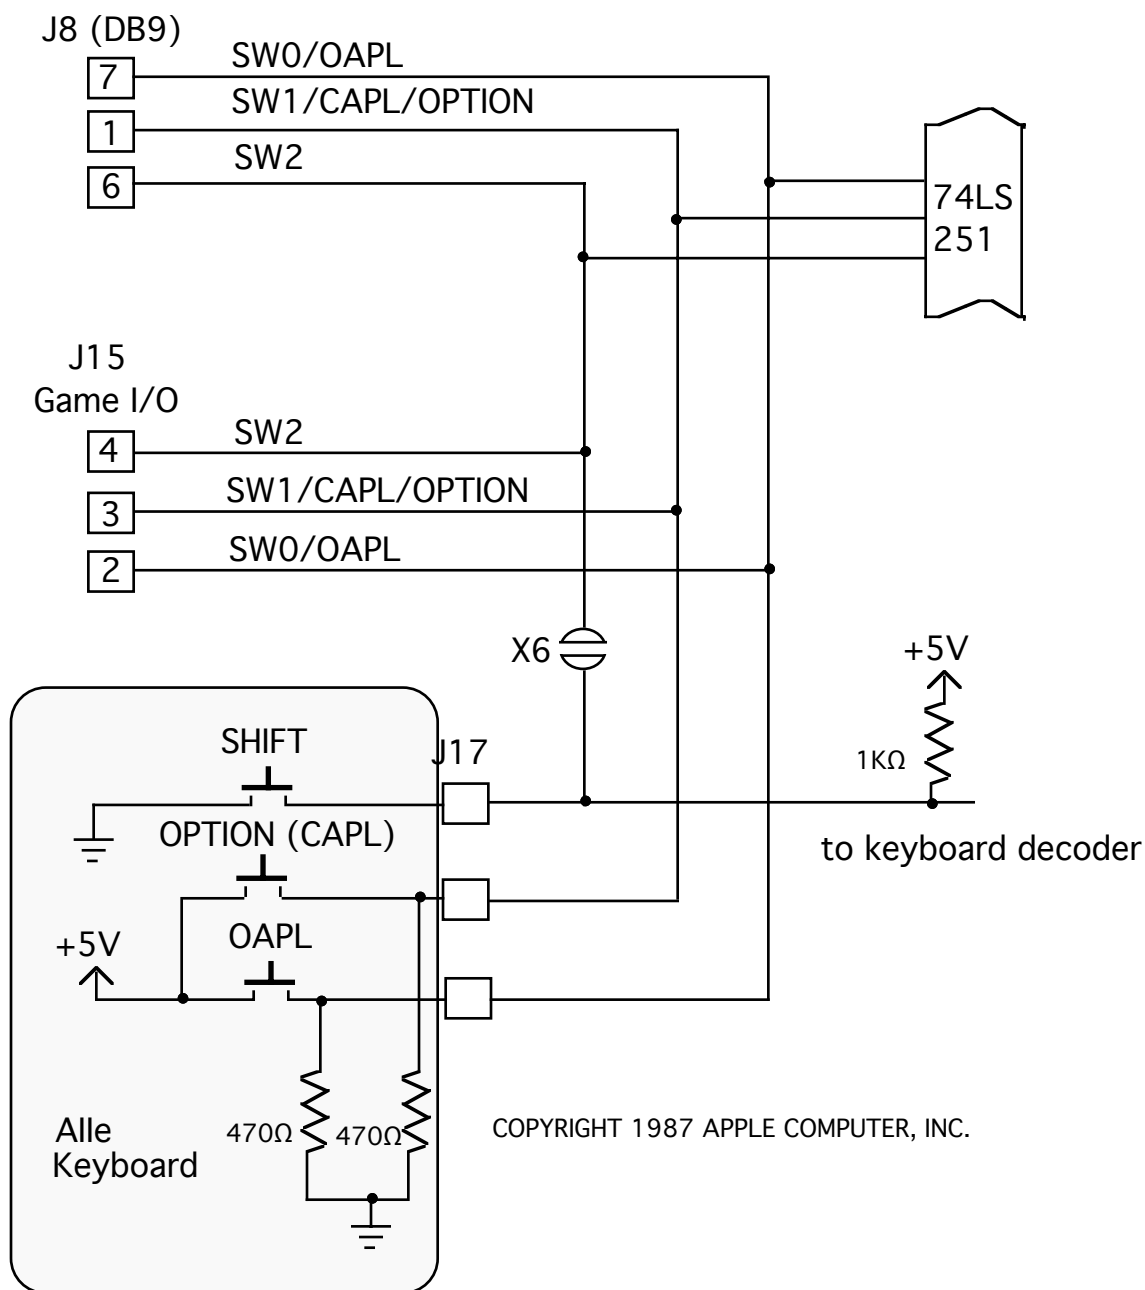 J8 (DB9)
7
SW0/OAPL
1
SW1/CAPL/OPTION
6
SW2
74LS
251
J15
Game I/O
4
SW2
3
SW1/CAPL/OPTION
2
SW0/OAPL
X6
+5V
1KΩ
to keyboard decoder
J17
SHIFT
OPTION (CAPL)
+5V
OAPL
470Ω
470Ω
AIIe
Keyboard
COPYRIGHT 1987 APPLE COMPUTER, INC.